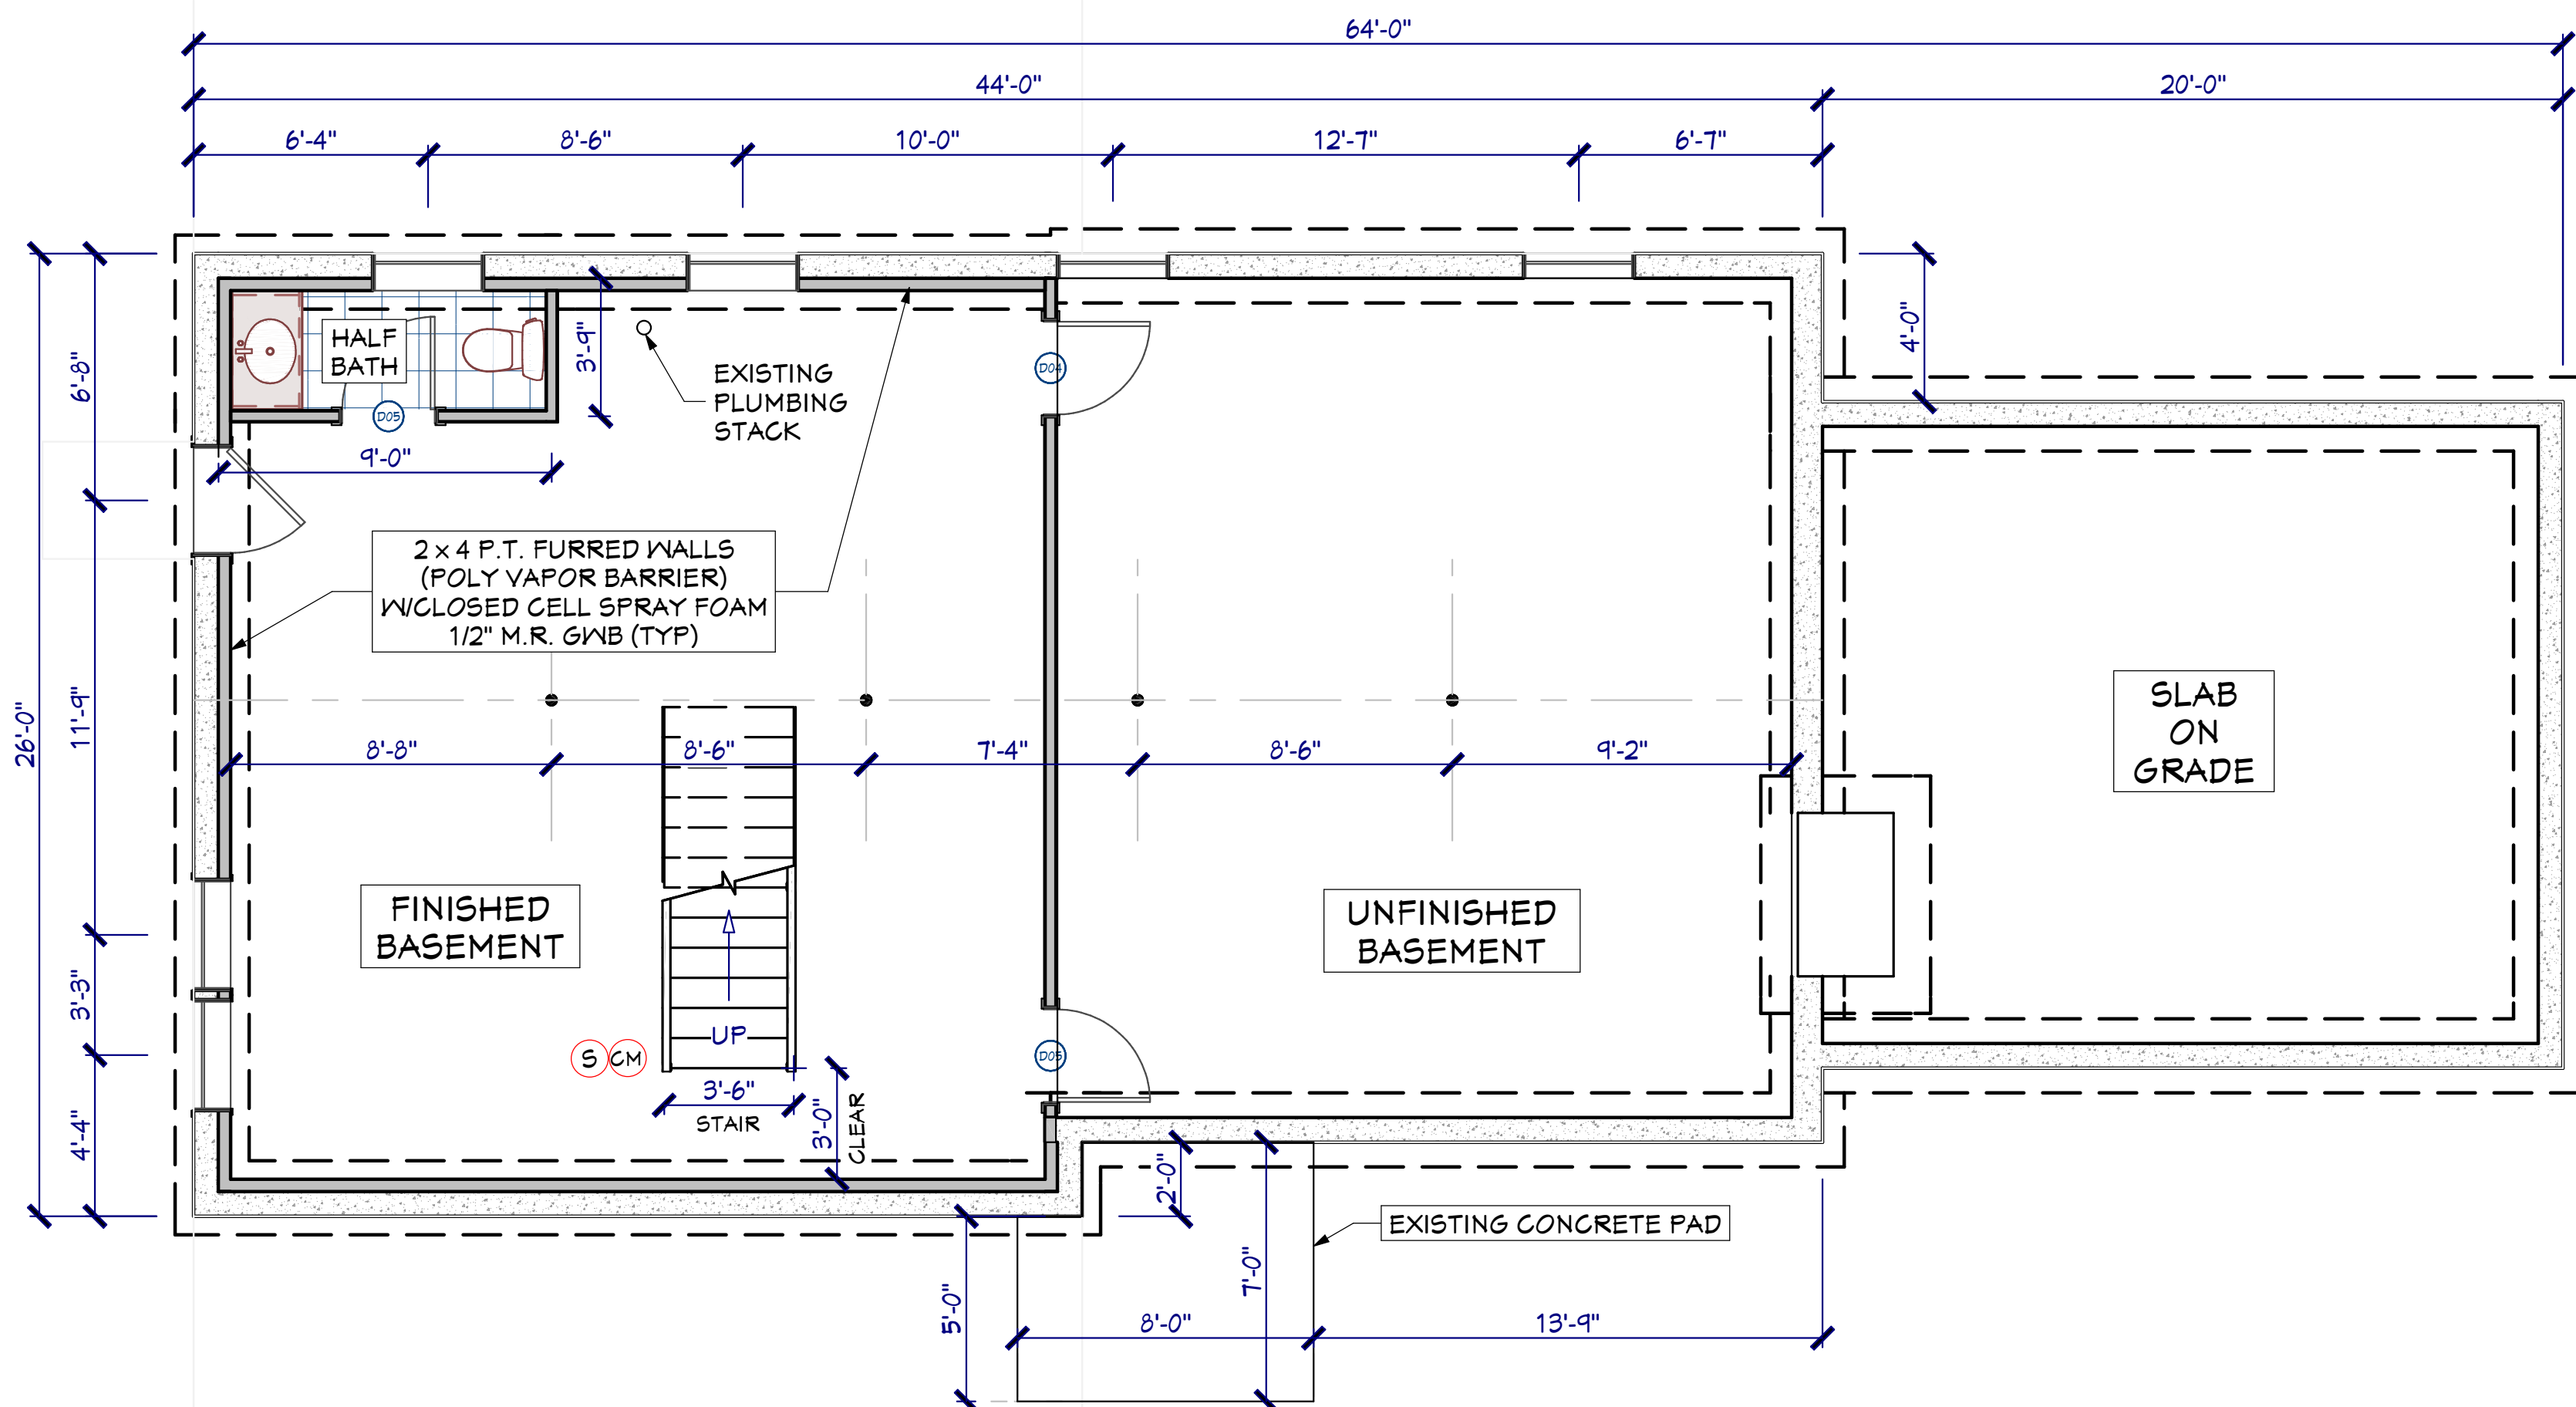 64'-0"
44'-0"
20'-0"
6'-4"
8'-6"
10'-0"
12'-7"
6'-7"
HALF
BATH
D05
3'-9"
EXISTING
PLUMBING
STACK
D04
4'-0"
6'-8"
9'-0"
2 x 4 P.T. FURRED WALLS
(POLY VAPOR BARRIER)
W/CLOSED CELL SPRAY FOAM
1/2" M.R. GWB (TYP)
26'-0"
11'-9"
8'-8"
8'-6"
7'-4"
8'-6"
9'-2"
SLAB
ON
GRADE
FINISHED
BASEMENT
UNFINISHED
BASEMENT
3'-3"
UP
S
CM
D05
3'-6"
STAIR
3'-0"
CLEAR
4'-4"
2'-0"
EXISTING CONCRETE PAD
5'-0"
7'-0"
8'-0"
13'-9"